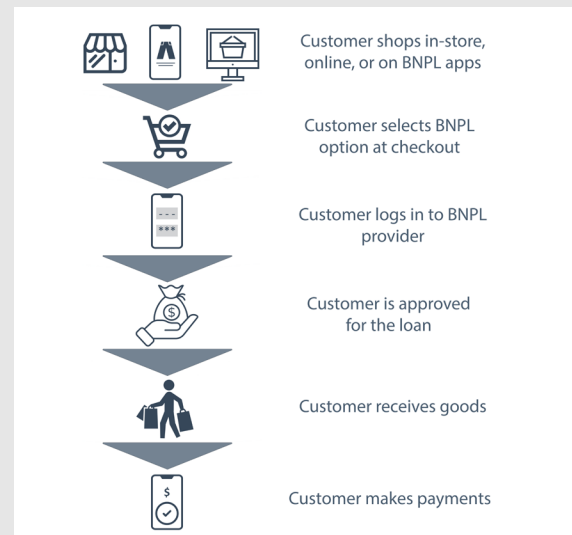 Customer shops in-store,
online, or on BNPL apps
Customer selects BNPL
option at checkout
---
***
Customer logs in to BNPL
provider
$
Customer is approved
for the loan
Customer receives goods
$
Customer makes payments